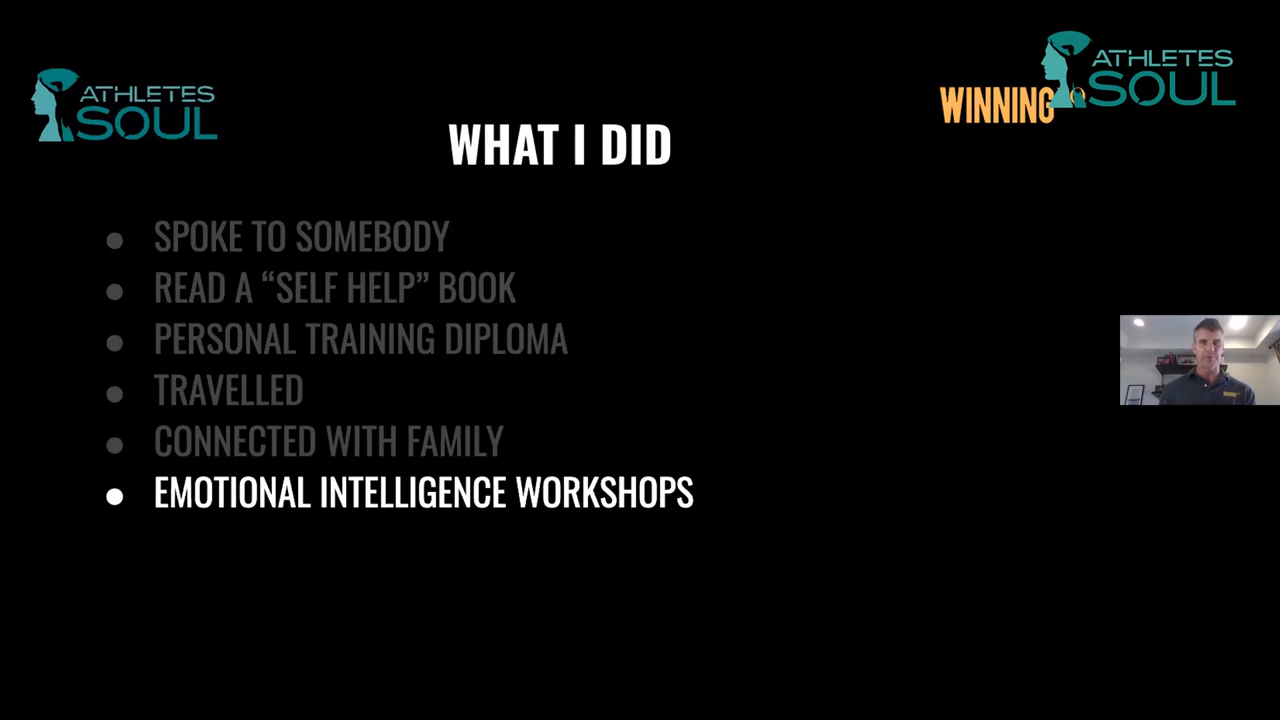 ATHLETES
SOUL
ATHLETES
SOUL
WINNING
WHAT I DID
SPOKE TO SOMEBODY
READ A “SELF HELP” BOOK
PERSONAL TRAINING DIPLOMA
TRAVELLED
CONNECTED WITH FAMILY
EMOTIONAL INTELLIGENCE WORKSHOPS